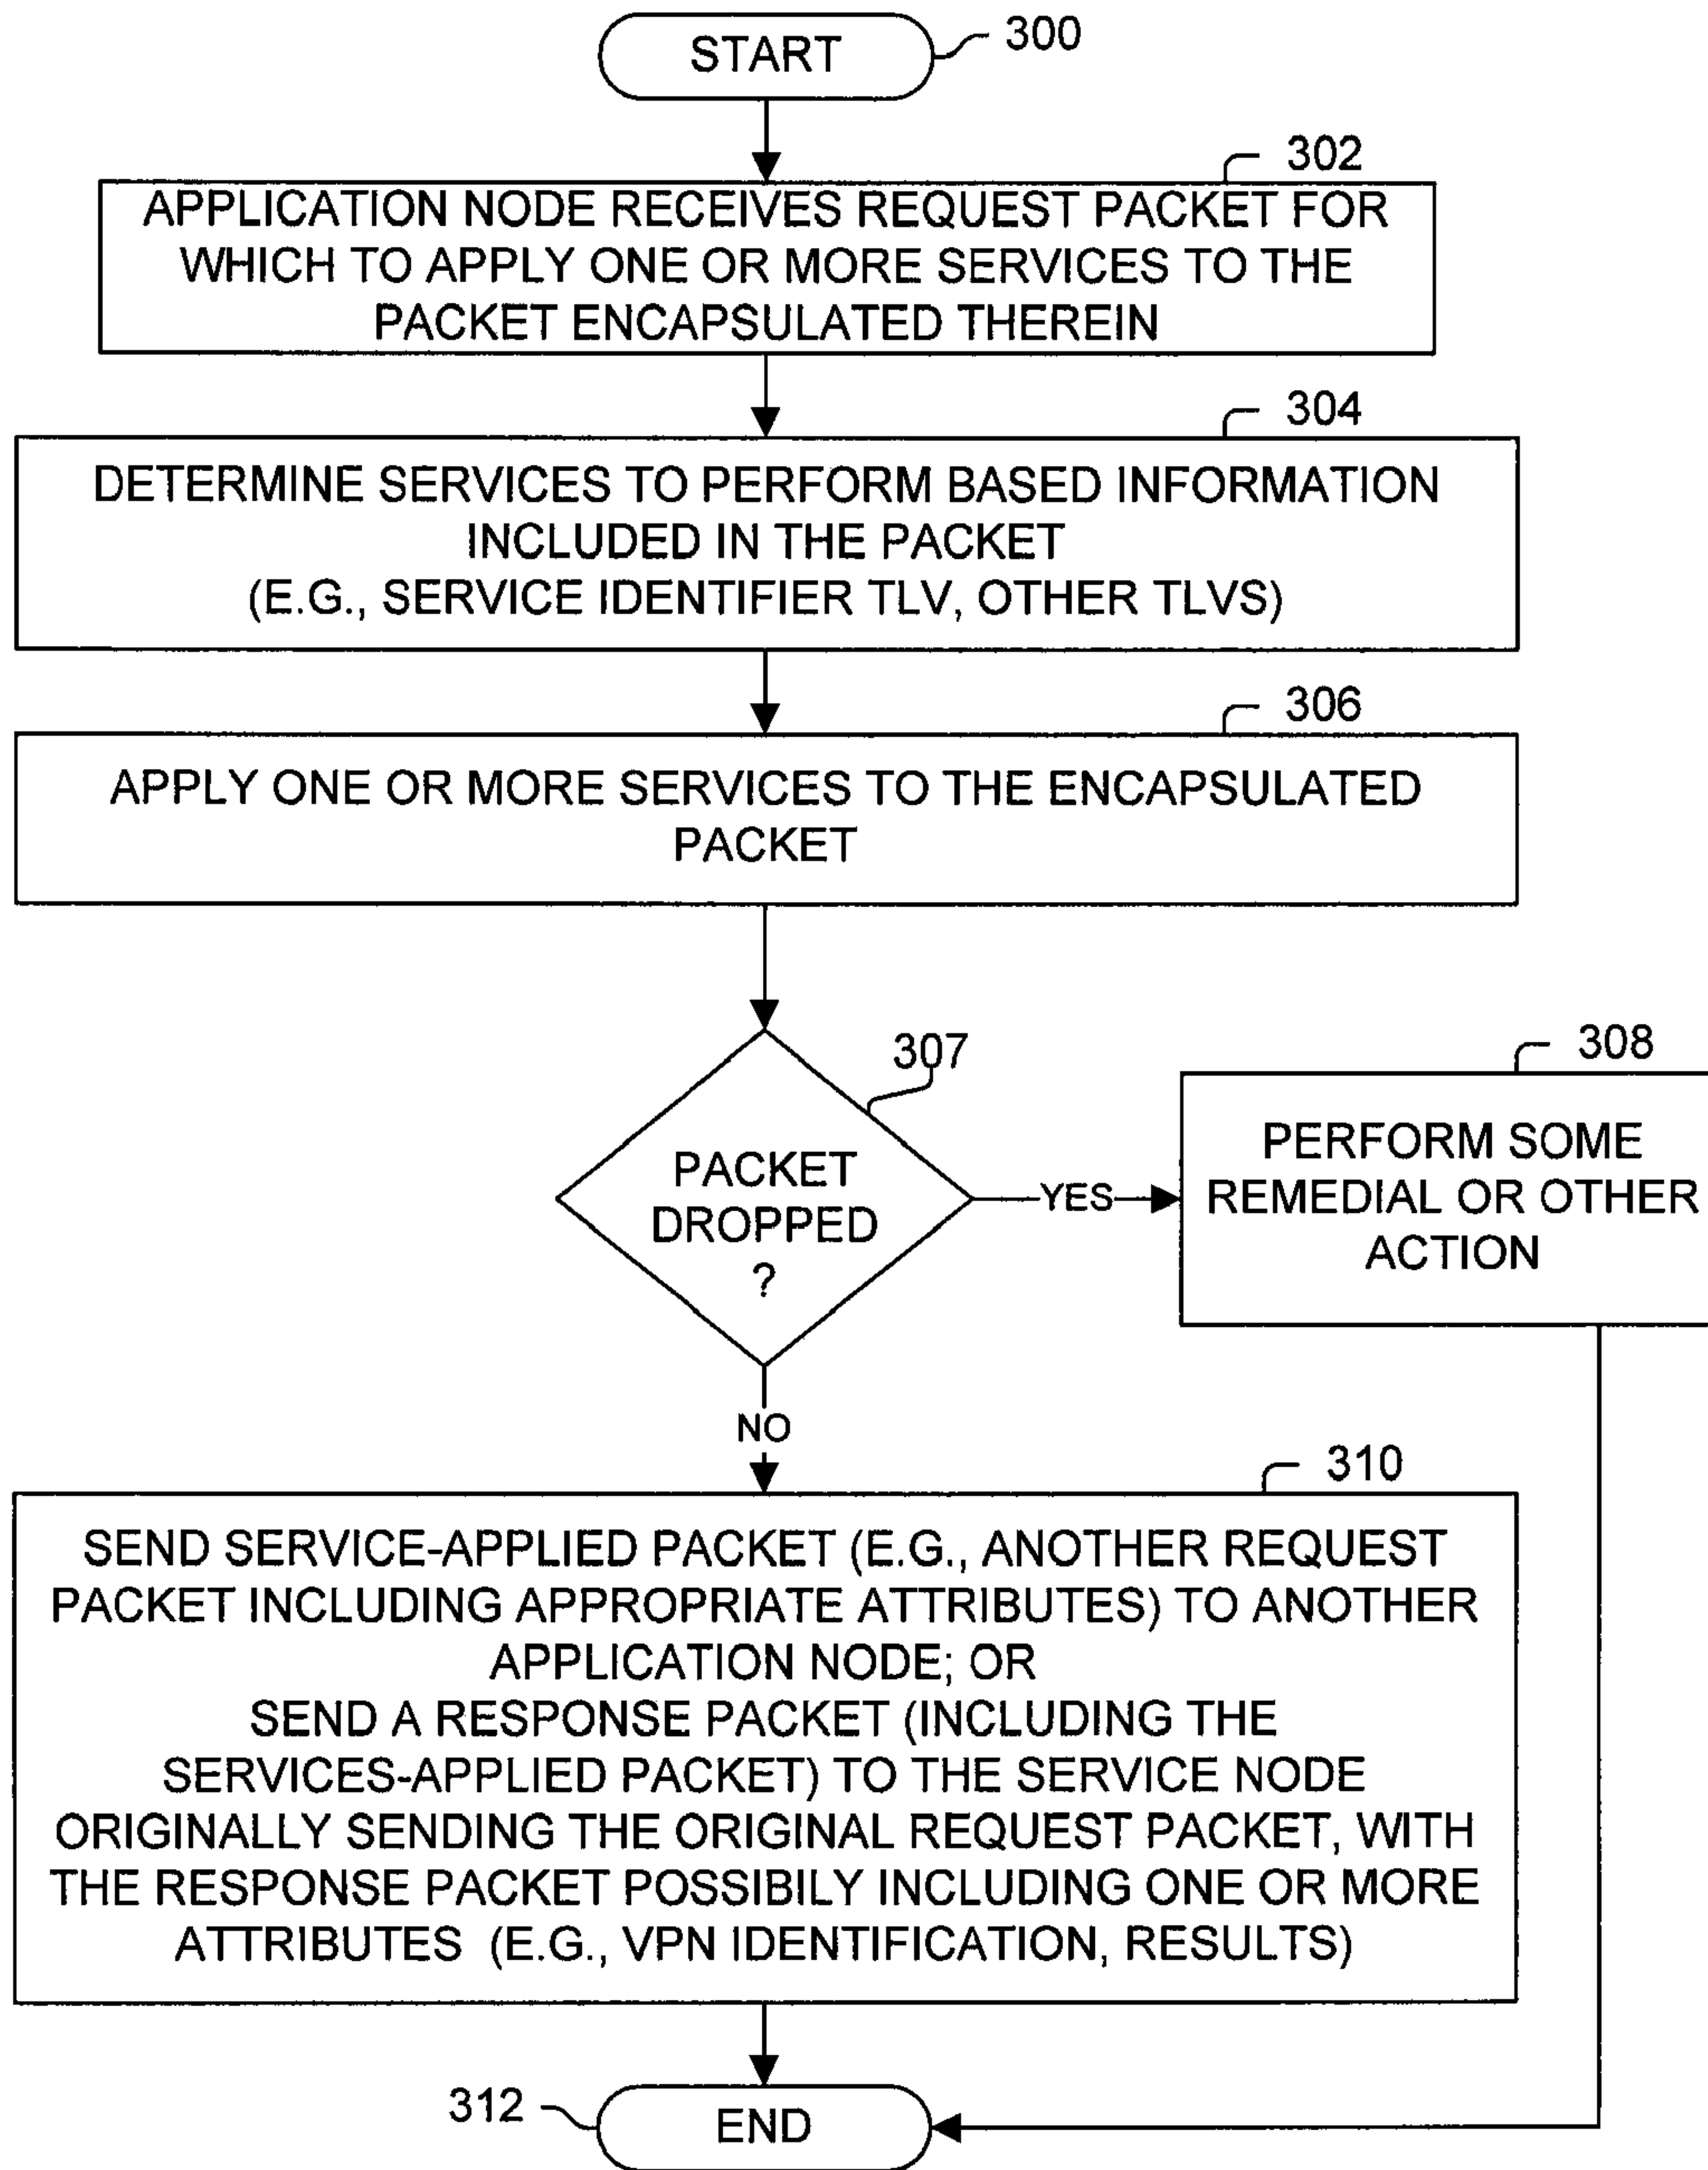 START
300
302
APPLICATION NODE RECEIVES REQUEST PACKET FOR
WHICH TO APPLY ONE OR MORE SERVICES TO THE
PACKET ENCAPSULATED THEREIN
304
DETERMINE SERVICES TO PERFORM BASED INFORMATION
INCLUDED IN THE PACKET
(E.G., SERVICE IDENTIFIER TLV, OTHER TLVS)
306
APPLY ONE OR MORE SERVICES TO THE ENCAPSULATED
PACKET
307
PACKET
DROPPED
?
YES
308
PERFORM SOME
REMEDIAL OR OTHER
ACTION
NO
310
SEND SERVICE-APPLIED PACKET (E.G., ANOTHER REQUEST
PACKET INCLUDING APPROPRIATE ATTRIBUTES) TO ANOTHER
APPLICATION NODE; OR
SEND A RESPONSE PACKET (INCLUDING THE
SERVICES-APPLIED PACKET) TO THE SERVICE NODE
ORIGINALLY SENDING THE ORIGINAL REQUEST PACKET, WITH
THE RESPONSE PACKET POSSIBILY INCLUDING ONE OR MORE
ATTRIBUTES (E.G., VPN IDENTIFICATION, RESULTS)
312
END